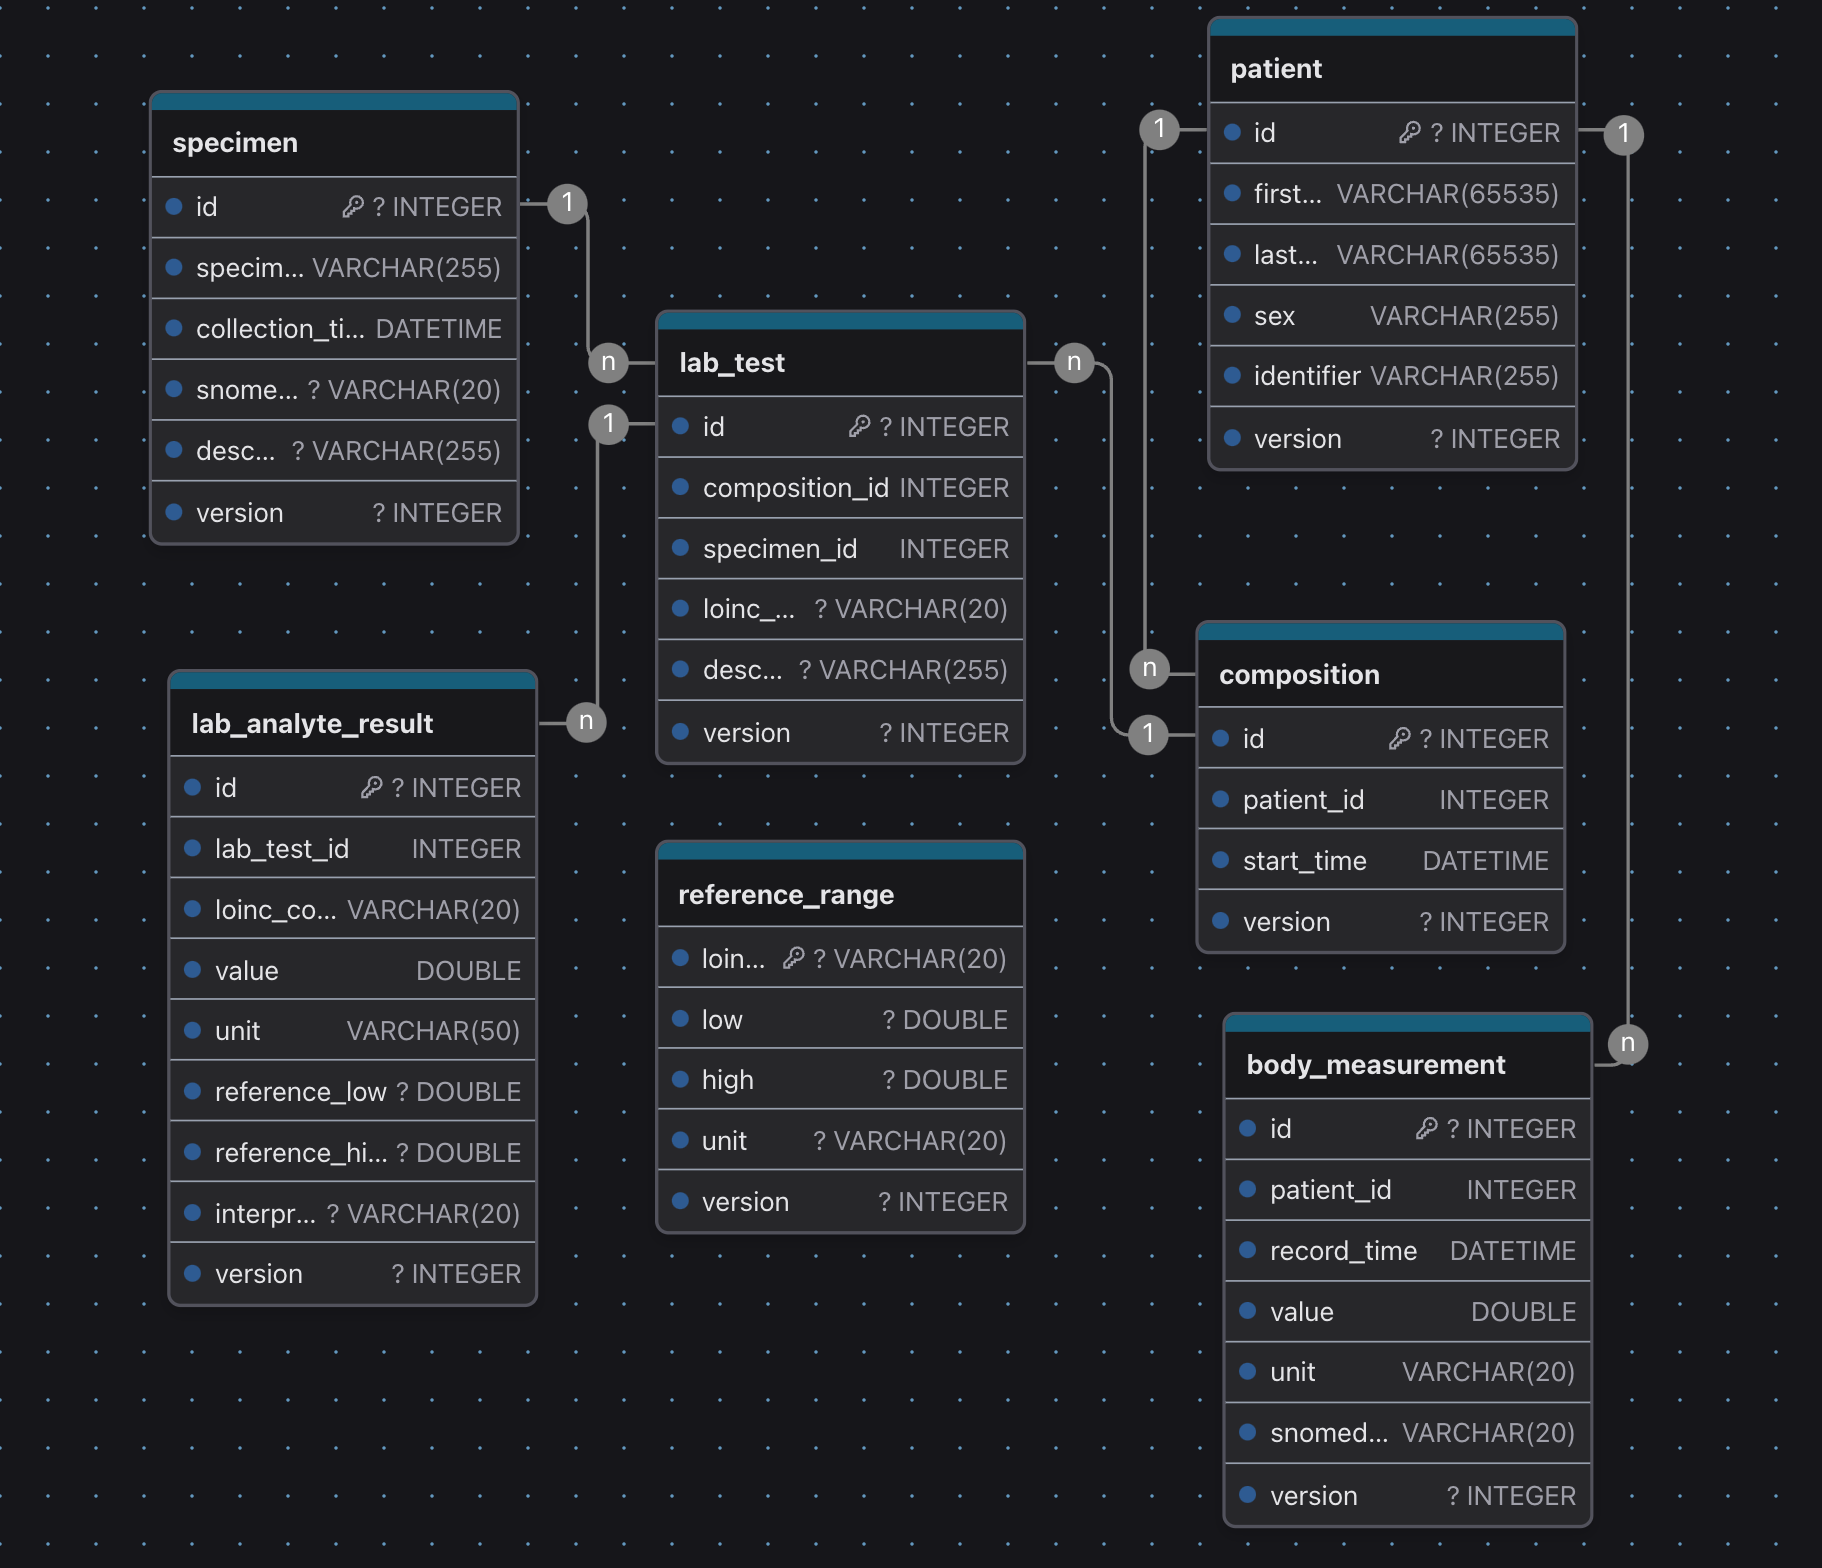 specimen
id ? INTEGER
specim... VARCHAR(255)
collection_ti... DATETIME
snome... ? VARCHAR(20)
desc... ? VARCHAR(255)
version ? INTEGER
1
n
lab_test
id ? INTEGER
composition_id INTEGER
specimen_id INTEGER
loinc_... ? VARCHAR(20)
desc... ? VARCHAR(255)
version ? INTEGER
1
n
lab_analyte_result
id ? INTEGER
lab_test_id INTEGER
loinc_co... VARCHAR(20)
value DOUBLE
unit VARCHAR(50)
reference_low ? DOUBLE
reference_hi... ? DOUBLE
interpr... ? VARCHAR(20)
version ? INTEGER
reference_range
loin... ? VARCHAR(20)
low ? DOUBLE
high ? DOUBLE
unit ? VARCHAR(20)
version ? INTEGER
patient
id ? INTEGER
first... VARCHAR(65535)
last... VARCHAR(65535)
sex VARCHAR(255)
identifier VARCHAR(255)
version ? INTEGER
1
1
n
n
1
composition
id ? INTEGER
patient_id INTEGER
start_time DATETIME
version ? INTEGER
n
body_measurement
id ? INTEGER
patient_id INTEGER
record_time DATETIME
value DOUBLE
unit VARCHAR(20)
snomed... VARCHAR(20)
version ? INTEGER